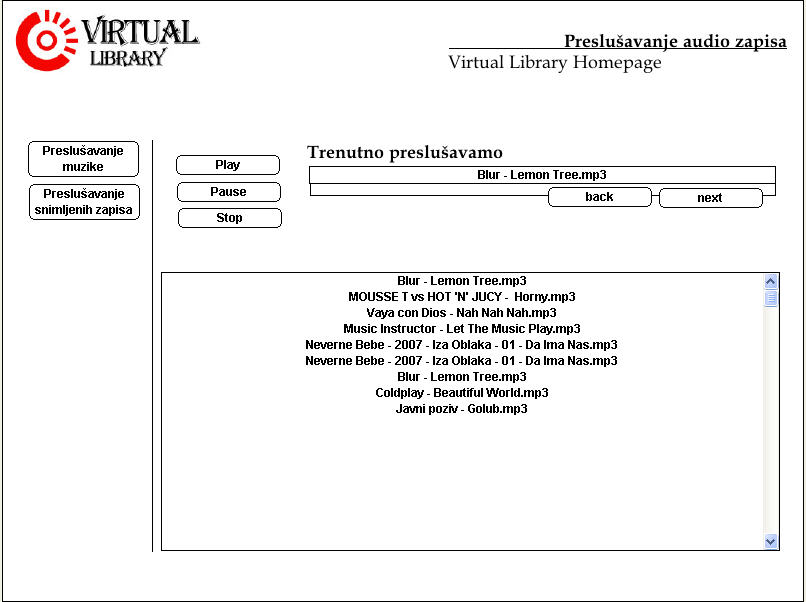 VIRTUAL
LIBRARY
Preslušavanje audio zapisa
Virtual Library Homepage
Preslušavanje
muzike
Preslušavanje
snimljenih zapisa
Play
Pause
Stop
Trenutno preslušavamo
Blur - Lemon Tree.mp3
back
next
Blur - Lemon Tree.mp3
MOUSSE T vs HOT 'N' JUCY - Horny.mp3
Vaya con Dios - Nah Nah Nah.mp3
Music Instructor - Let The Music Play.mp3
Neverne Bebe - 2007 - Iza Oblaka - 01 - Da Ima Nas.mp3
Neverne Bebe - 2007 - Iza Oblaka - 01 - Da Ima Nas.mp3
Blur - Lemon Tree.mp3
Coldplay - Beautiful World.mp3
Javni poziv - Golub.mp3